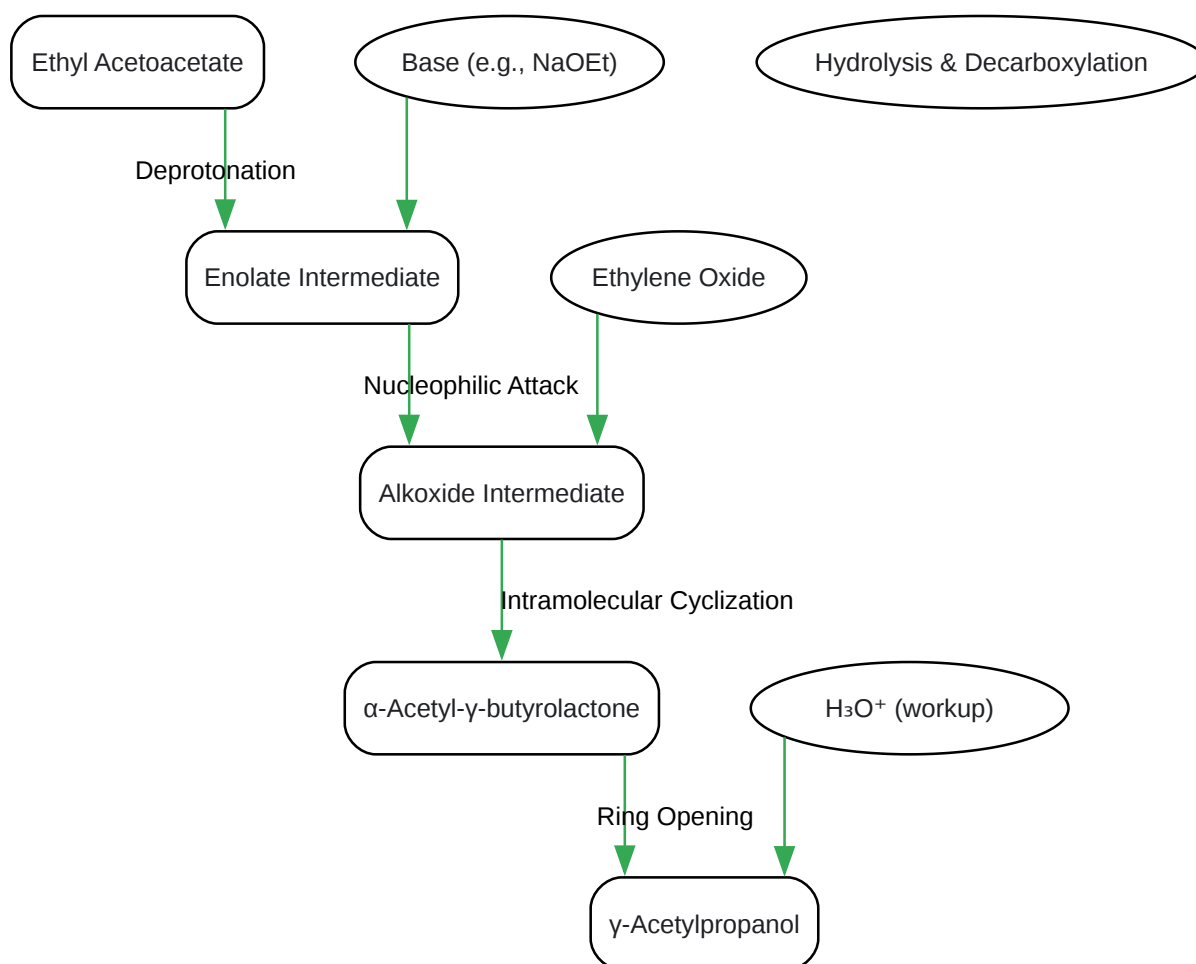 Ethyl Acetoacetate
Base (e.g., NaOEt)
Hydrolysis & Decarboxylation
Deprotonation
Enolate Intermediate
Ethylene Oxide
Nucleophilic Attack
Alkoxide Intermediate
Intramolecular Cyclization
α-Acetyl-γ-butyrolactone
H₃O⁺ (workup)
Ring Opening
γ-Acetylpropanol